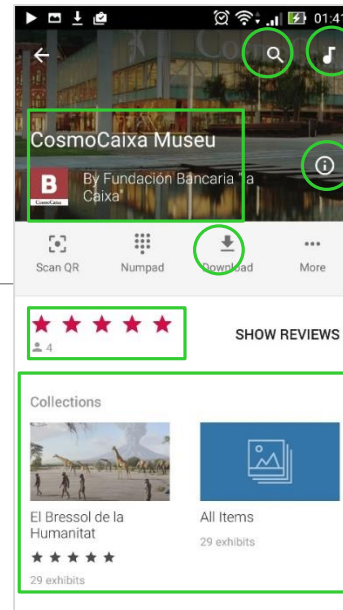 01:41
CosmoCaixa Museu
B
CosmoCaixa
By Fundación Bancaria "la
Caixa"
Scan QR
Numpad
Download
More
4
SHOW REVIEWS
Collections
El Bressol de la
Humanitat
All Items
29 exhibits
29 exhibits